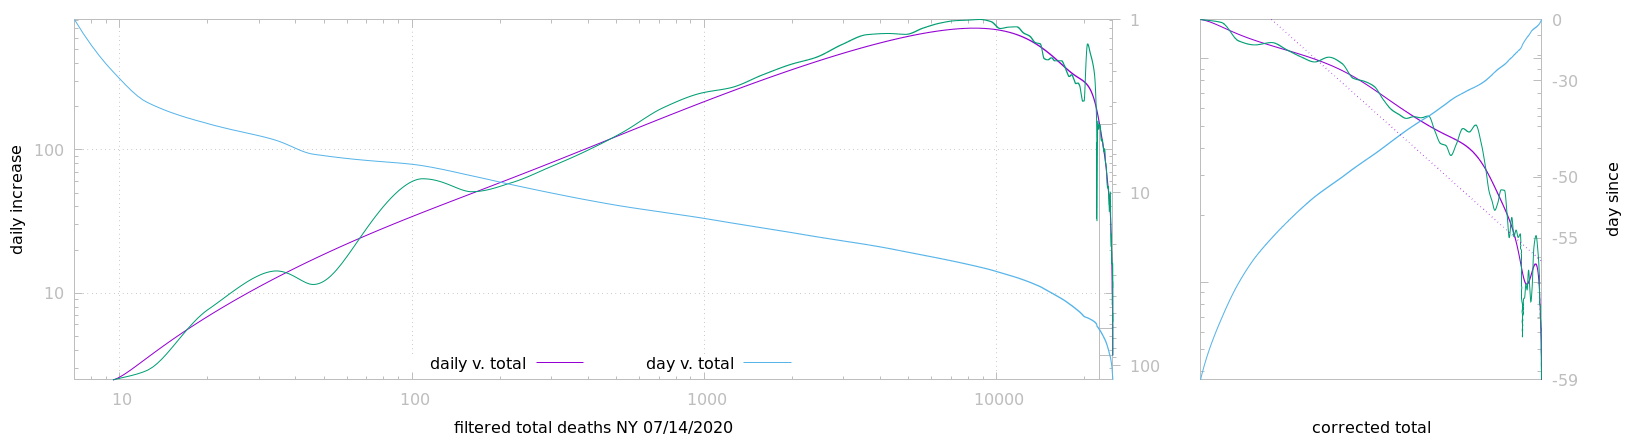 daily increase
100
10
daily v. total
day v. total
10
100
1000
10000
filtered total deaths NY 07/14/2020
1
10
100
0
-30
-50
-55
-59
day since
corrected total